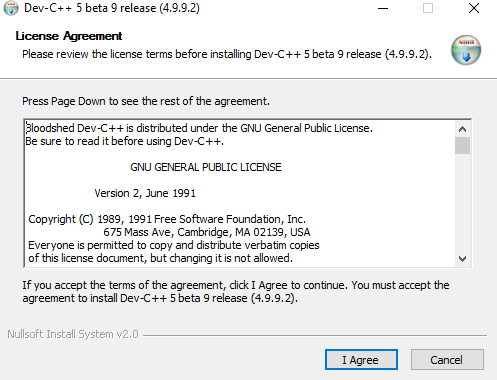 Dev-C++ 5 beta 9 release (4.9.9.2)
License Agreement
Please review the license terms before installing Dev-C++ 5 beta 9 release (4.9.9.2).
Press Page Down to see the rest of the agreement.
Bloodshed Dev-C++ is distributed under the GNU General Public License.
Be sure to read it before using Dev-C++.
GNU GENERAL PUBLIC LICENSE
Version 2, June 1991
Copyright (C) 1989, 1991 Free Software Foundation, Inc.
675 Mass Ave, Cambridge, MA 02139, USA
Everyone is permitted to copy and distribute verbatim copies
of this license document, but changing it is not allowed.
If you accept the terms of the agreement, click I Agree to continue. You must accept the
agreement to install Dev-C++ 5 beta 9 release (4.9.9.2).
Nullsoft Install System v2.0
I Agree
Cancel